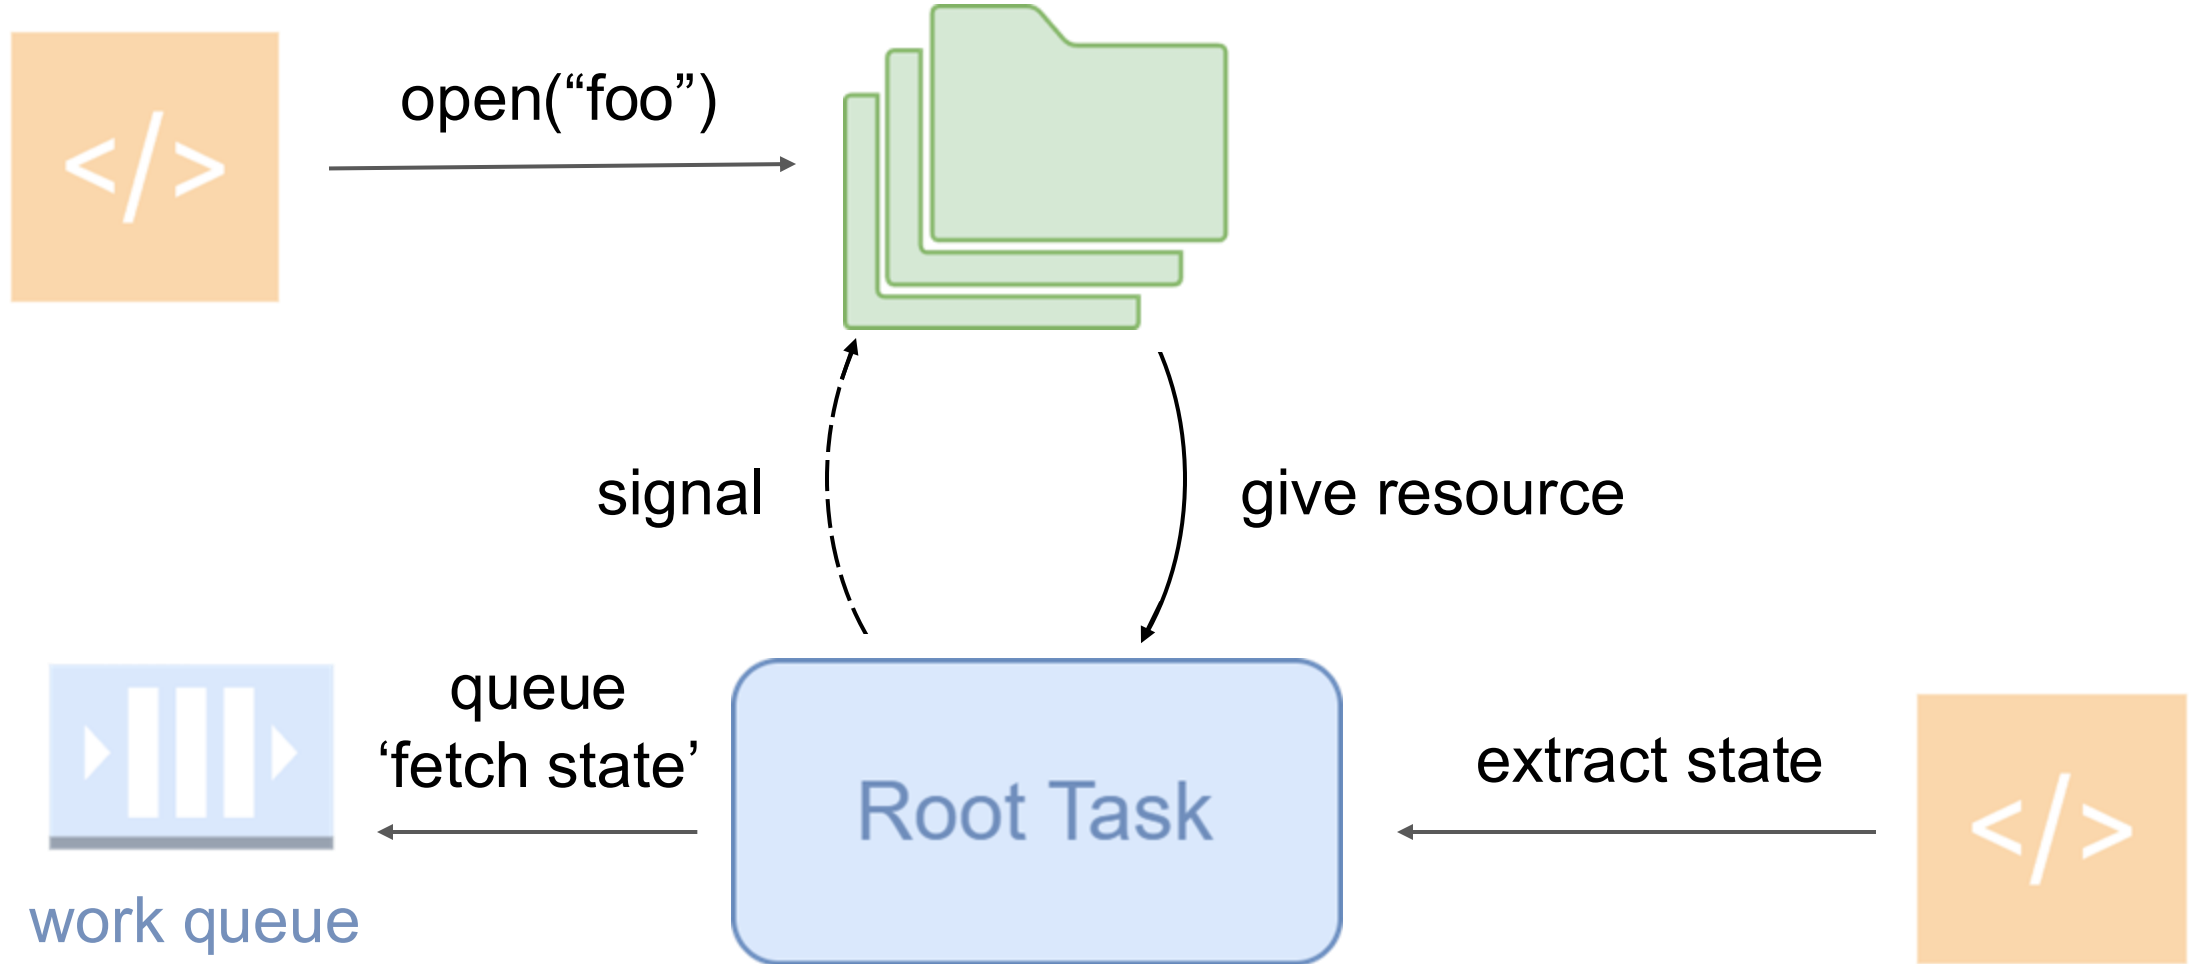 open(“foo”)
signal
give resource
queue
‘fetch state’
extract state
Root Task
work queue